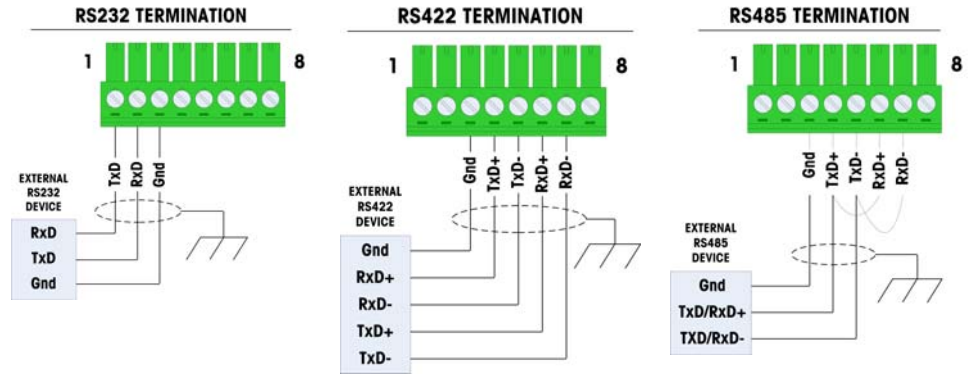 RS232 TERMINATION
1 8
TxD
RxD
Gnd
EXTERNAL
RS232
DEVICE
RxD
TxD
Gnd
RS422 TERMINATION
1 8
Gnd
TxD+
TxD-
RxD+
RxD-
EXTERNAL
RS422
DEVICE
Gnd
RxD+
RxD-
TxD+
TxD-
RS485 TERMINATION
1 8
Gnd
TxD+
TxD-
RxD+
RxD-
EXTERNAL
RS485
DEVICE
Gnd
TxD/RxD+
TXD/RxD-